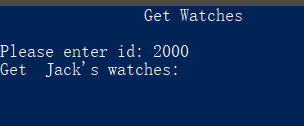 Get Watches
Please enter id: 2000
Get  Jack's watches: